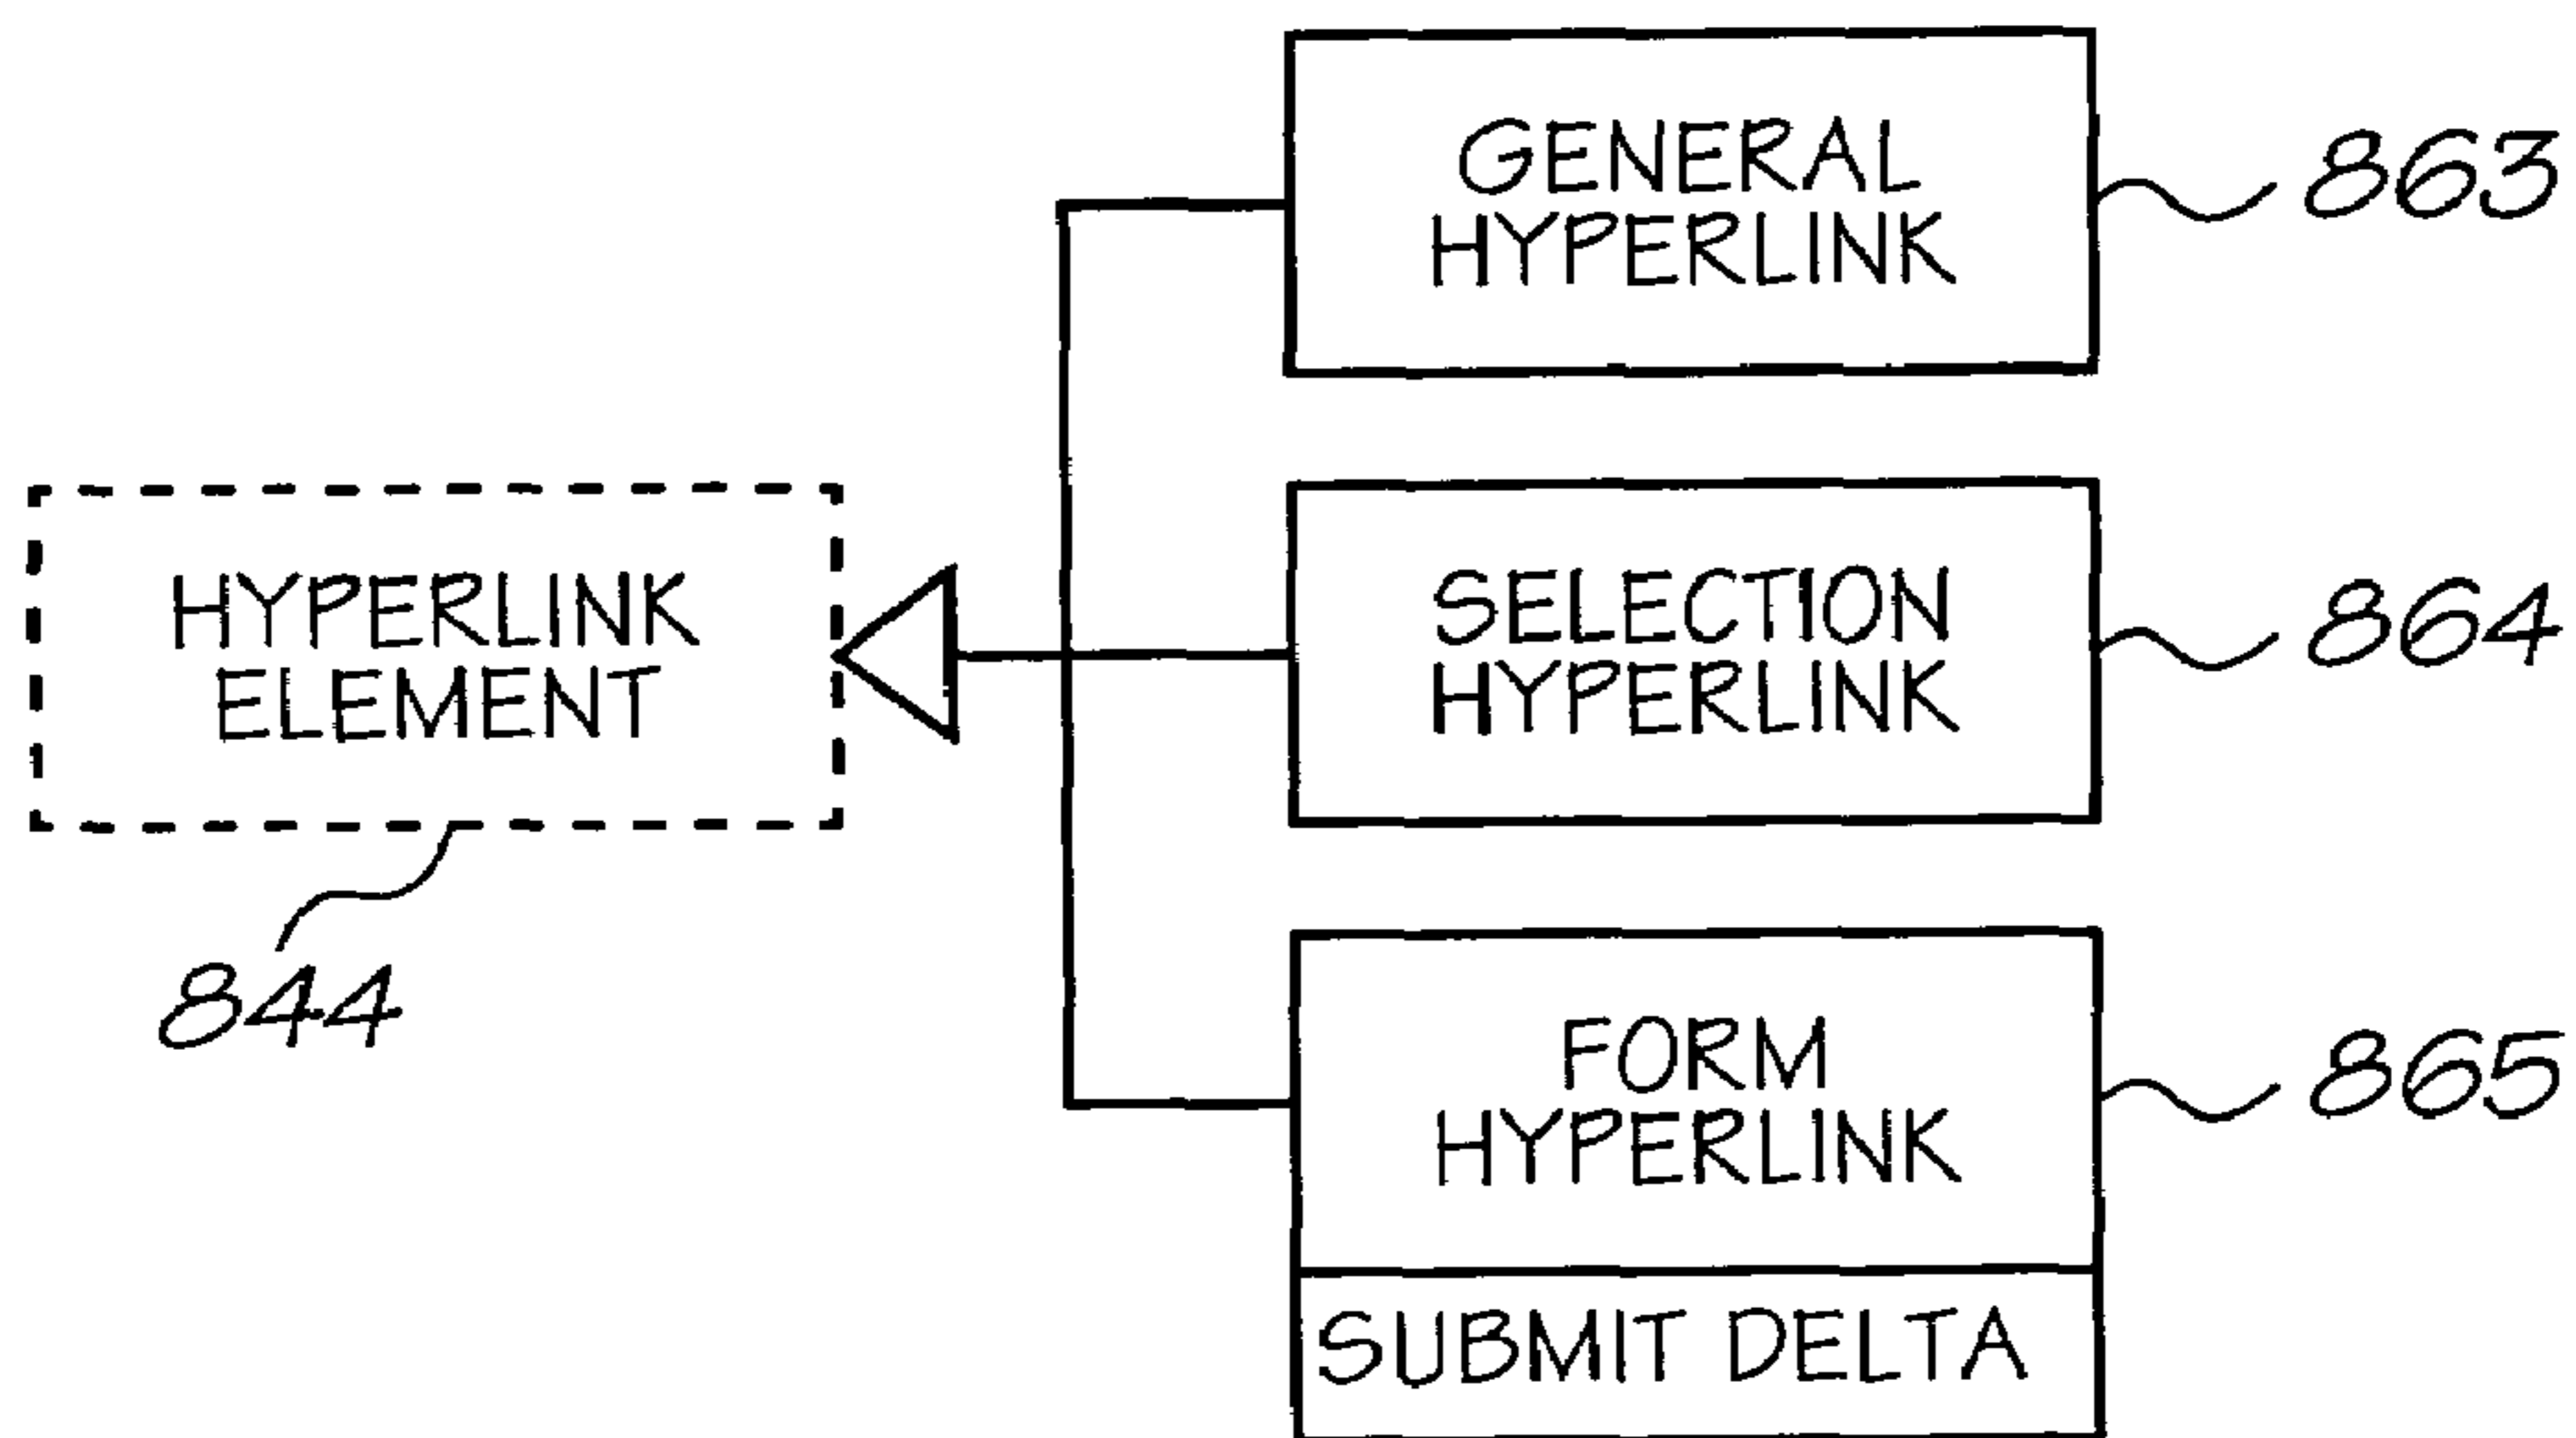 GENERAL
HYPERLINK
863
HYPERLINK
ELEMENT
844
SELECTION
HYPERLINK
864
FORM
HYPERLINK
865
SUBMIT DELTA